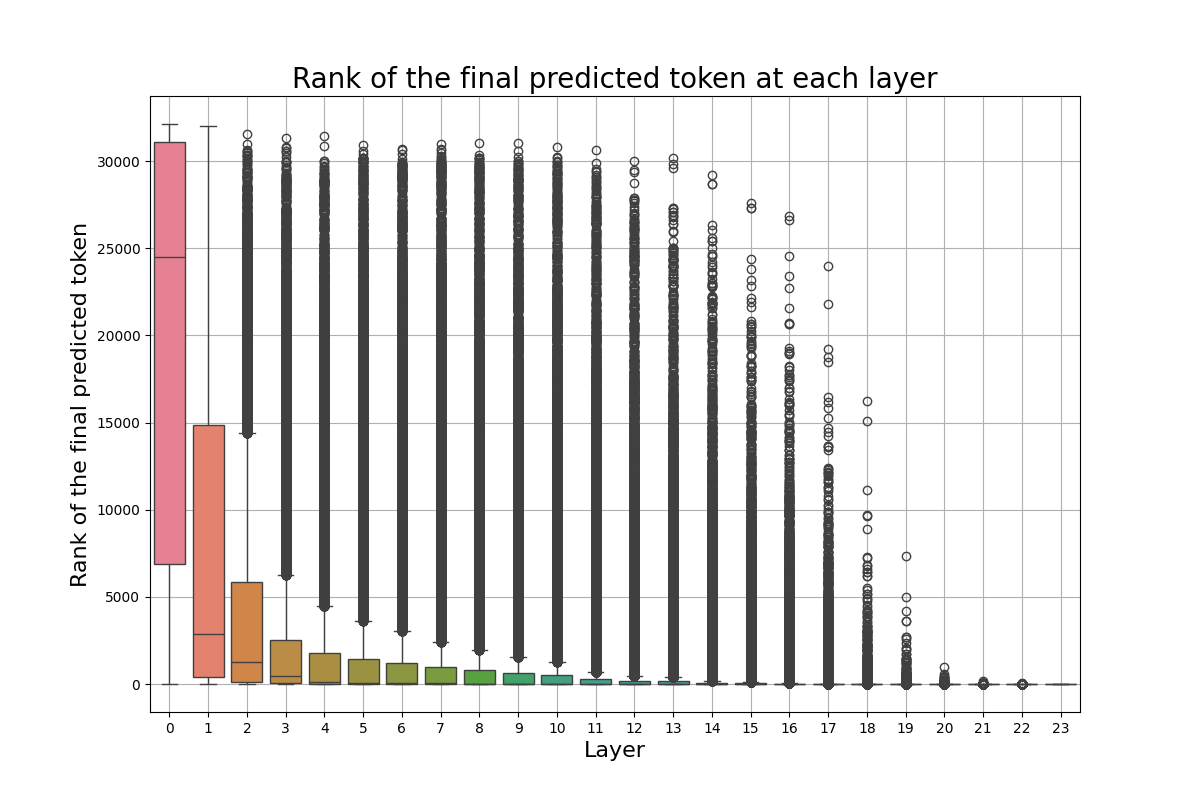 Rank of the final predicted token at each layer
Rank of the final predicted token
30000
25000
20000
15000
10000
5000
0
0 1 2 3 4 5 6 7 8 9 10 11 12 13 14 15 16 17 18 19 20 21 22 23
Layer